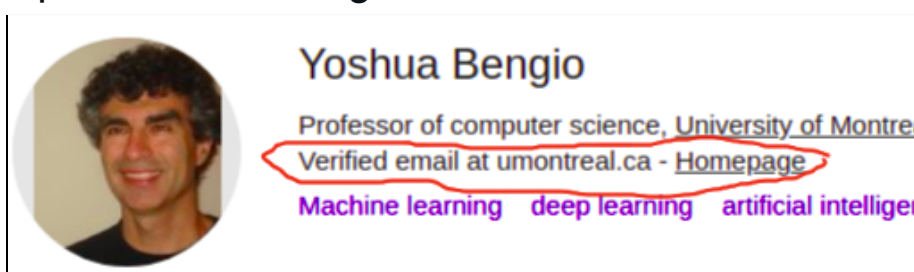 Yoshua Bengio
Professor of computer science, University of Montre
Verified email at umontreal.ca - Homepage
Machine learning deep learning artificial intelliger